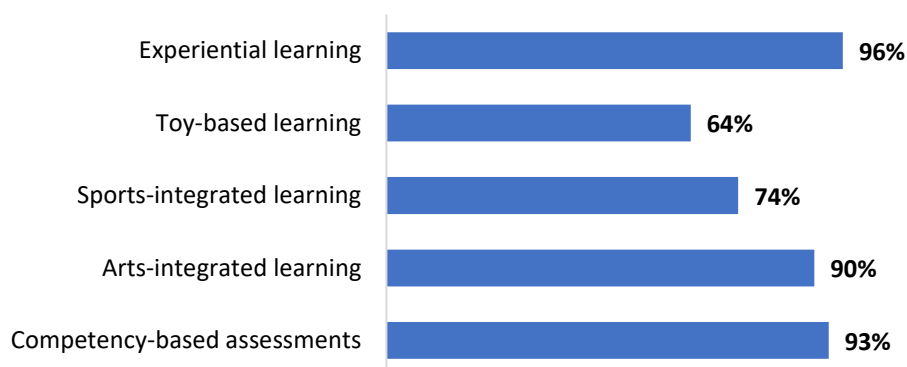 Experiential learning 96%
Toy-based learning 64%
Sports-integrated learning 74%
Arts-integrated learning 90%
Competency-based assessments 93%